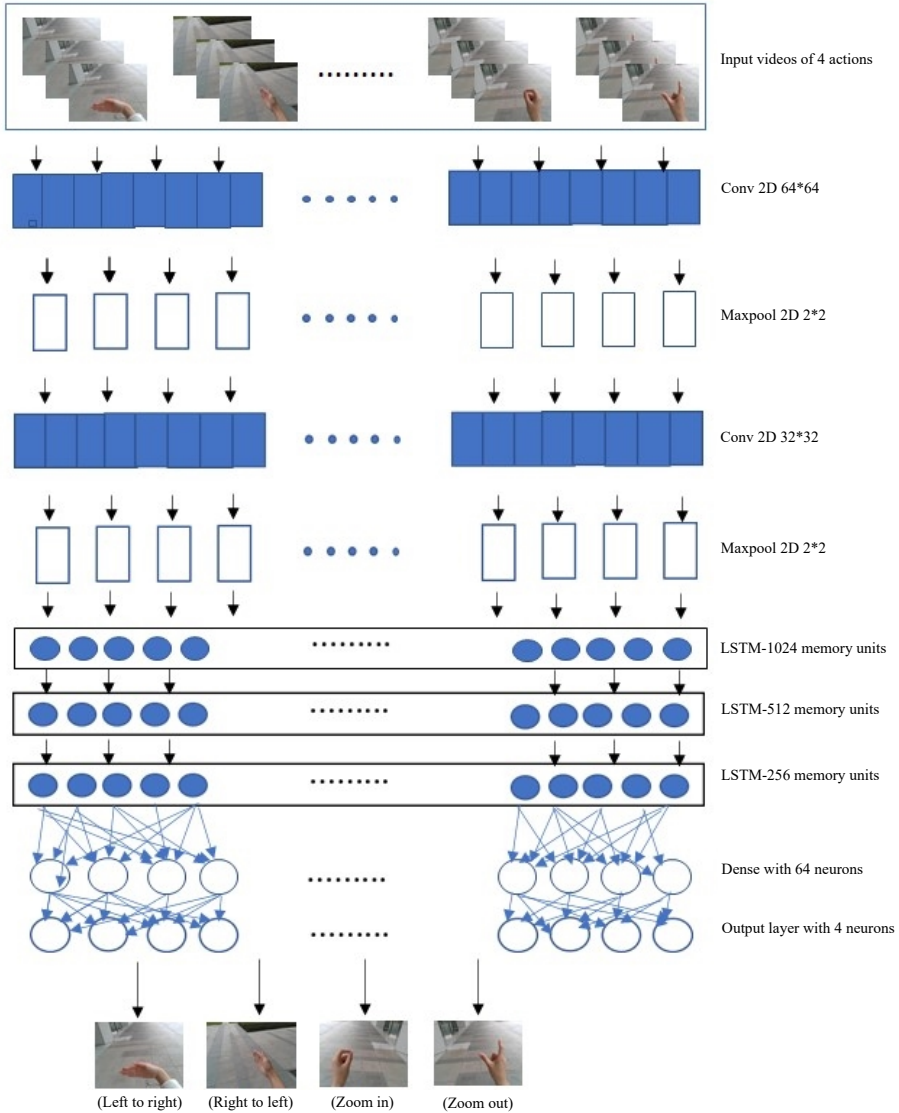 Input videos of 4 actions
Conv 2D 64*64
Maxpool 2D 2*2
Conv 2D 32*32
Maxpool 2D 2*2
LSTM-1024 memory units
LSTM-512 memory units
LSTM-256 memory units
Dense with 64 neurons
Output layer with 4 neurons
(Left to right) (Right to left) (Zoom in) (Zoom out)